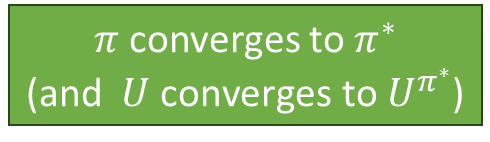 π converges to π*
(and U converges to U^π*)